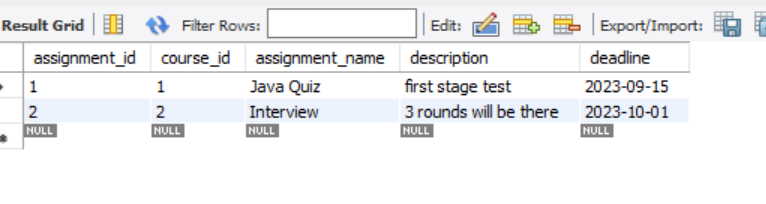 Result Grid Filter Rows: Edit: Export/Import:
assignment_id course_id assignment_name description deadline
1 1 Java Quiz first stage test 2023-09-15
2 2 Interview 3 rounds will be there 2023-10-01
NULL NULL NULL NULL NULL